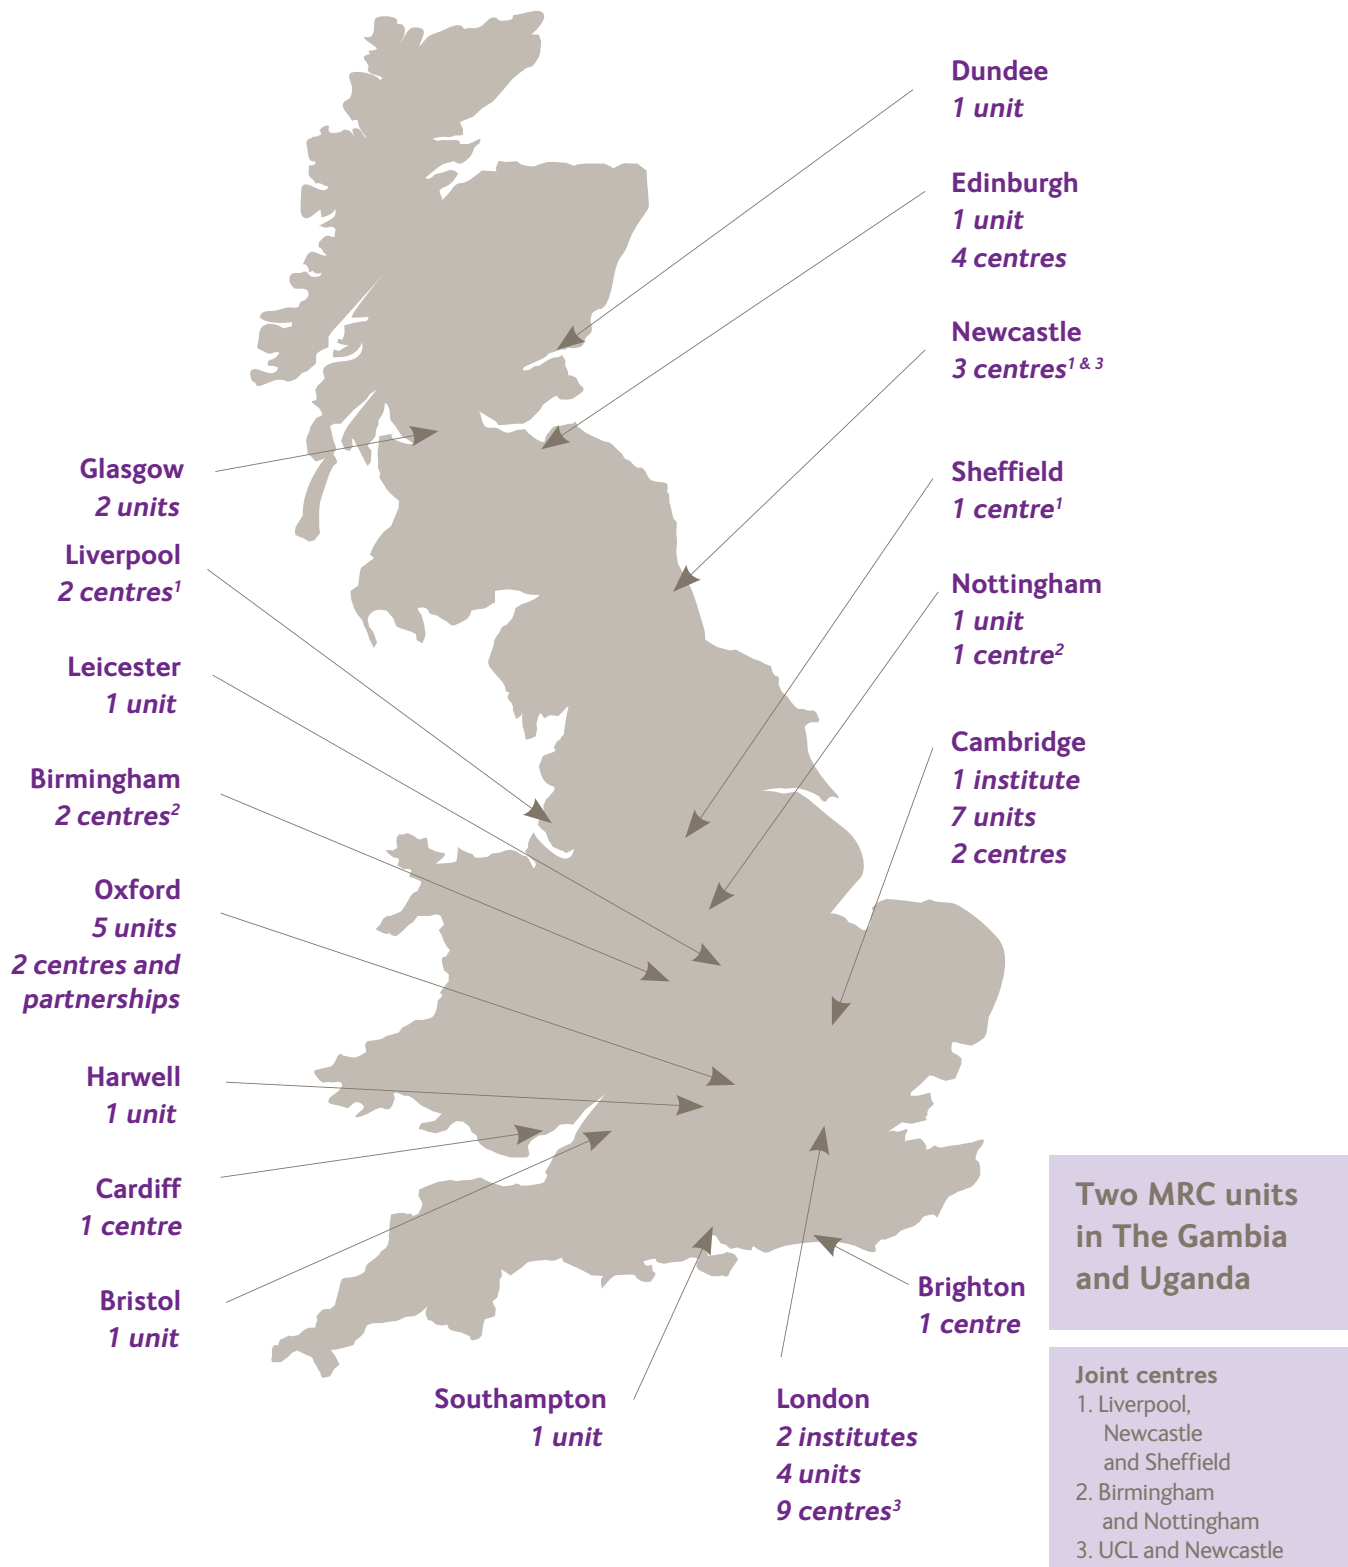 Dundee
1 unit
Edinburgh
1 unit
4 centres
Newcastle
3 centres1 & 3
Sheffield
1 centre1
Nottingham
1 unit
1 centre2
Cambridge
1 institute
7 units
2 centres
Glasgow
2 units
Liverpool
2 centres1
Leicester
1 unit
Birmingham
2 centres2
Oxford
5 units
2 centres and
partnerships
Harwell
1 unit
Cardiff
1 centre
Bristol
1 unit
Southampton
1 unit
London
2 institutes
4 units
9 centres3
Brighton
1 centre
Two MRC units
in The Gambia
and Uganda
Joint centres
1. Liverpool,
Newcastle
and Sheffield
2. Birmingham
and Nottingham
3. UCL and Newcastle